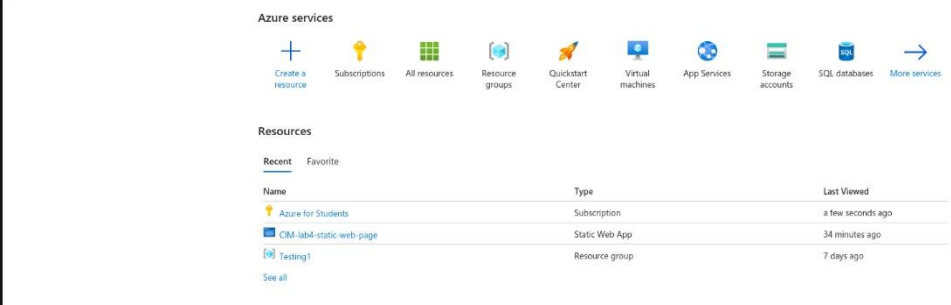 Azure services
Create a resource
Subscriptions
All resources
Resource groups
Quickstart Center
Virtual machines
App Services
Storage accounts
SQL databases
More services
Resources
Recent Favorite
Name Type Last Viewed
Azure for Students Subscription a few seconds ago
CIM-lab4-static-web-page Static Web App 34 minutes ago
Testing1 Resource group 7 days ago
See all